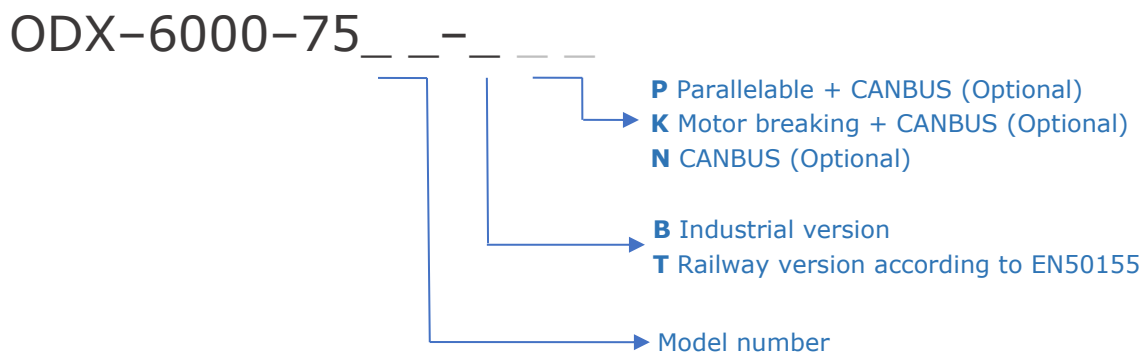 ODX–6000–75_ _–_ _ _
P Parallelable + CANBUS (Optional)
K Motor breaking + CANBUS (Optional)
N CANBUS (Optional)
B Industrial version
T Railway version according to EN50155
Model number